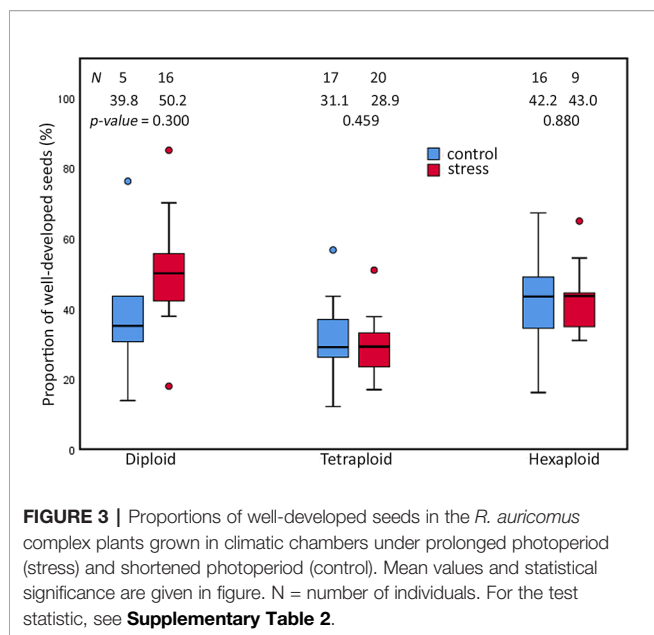 N 5 16 17 20 16 9
39.8 50.2 31.1 28.9 42.2 43.0
p-value = 0.300 0.459 0.880
control
stress
Proportion of well-developed seeds (%)
100
80
60
40
20
0
Diploid Tetraploid Hexaploid
FIGURE 3 | Proportions of well-developed seeds in the R. auricomus
complex plants grown in climatic chambers under prolonged photoperiod
(stress) and shortened photoperiod (control). Mean values and statistical
significance are given in figure. N = number of individuals. For the test
statistic, see Supplementary Table 2.